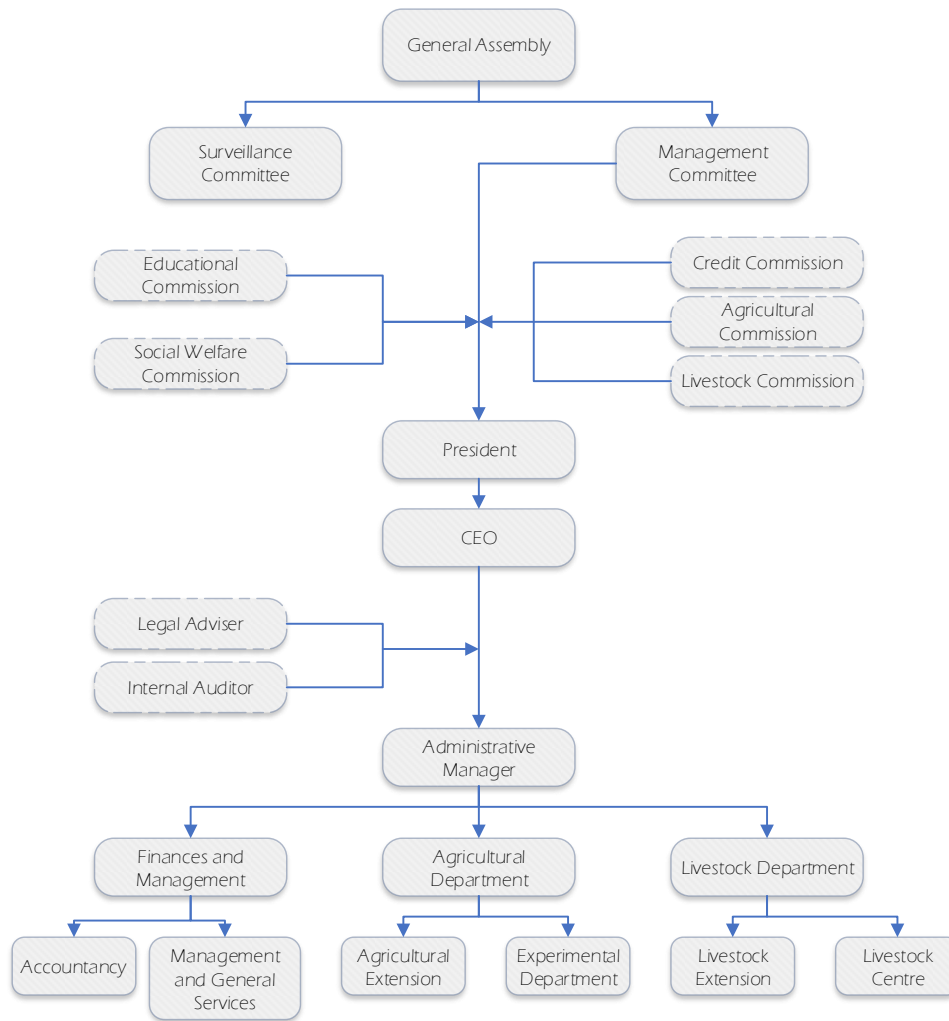 General Assembly
Surveillance
Committee
Management
Committee
Educational
Commission
Social Welfare
Commission
Credit Commission
Agricultural
Commission
Livestock Commission
President
CEO
Legal Adviser
Internal Auditor
Administrative
Manager
Finances and
Management
Agricultural
Department
Livestock Department
Accountancy
Management
and General
Services
Agricultural
Extension
Experimental
Department
Livestock
Extension
Livestock
Centre